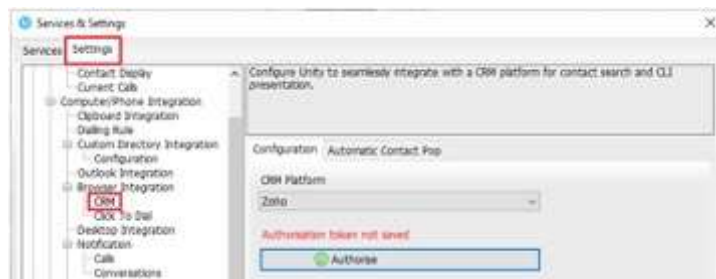 Services & Settings
Services Settings
Contact Display
Current Calls
Computer/Phone Integration
Clipboard Integration
Dialling Rule
Custom Directory Integration
Configuration
Outlook Integration
Browser Integration
CRM
Click To Dial
Desktop Integration
Notification
Calls
Conversations
Configure Unity to seamlessly integrate with a CRM platform for contact search and CLI
presentation.
Configuration Automatic Contact Pop
CRM Platform
Zoho
Authorisation token not saved
Authorise